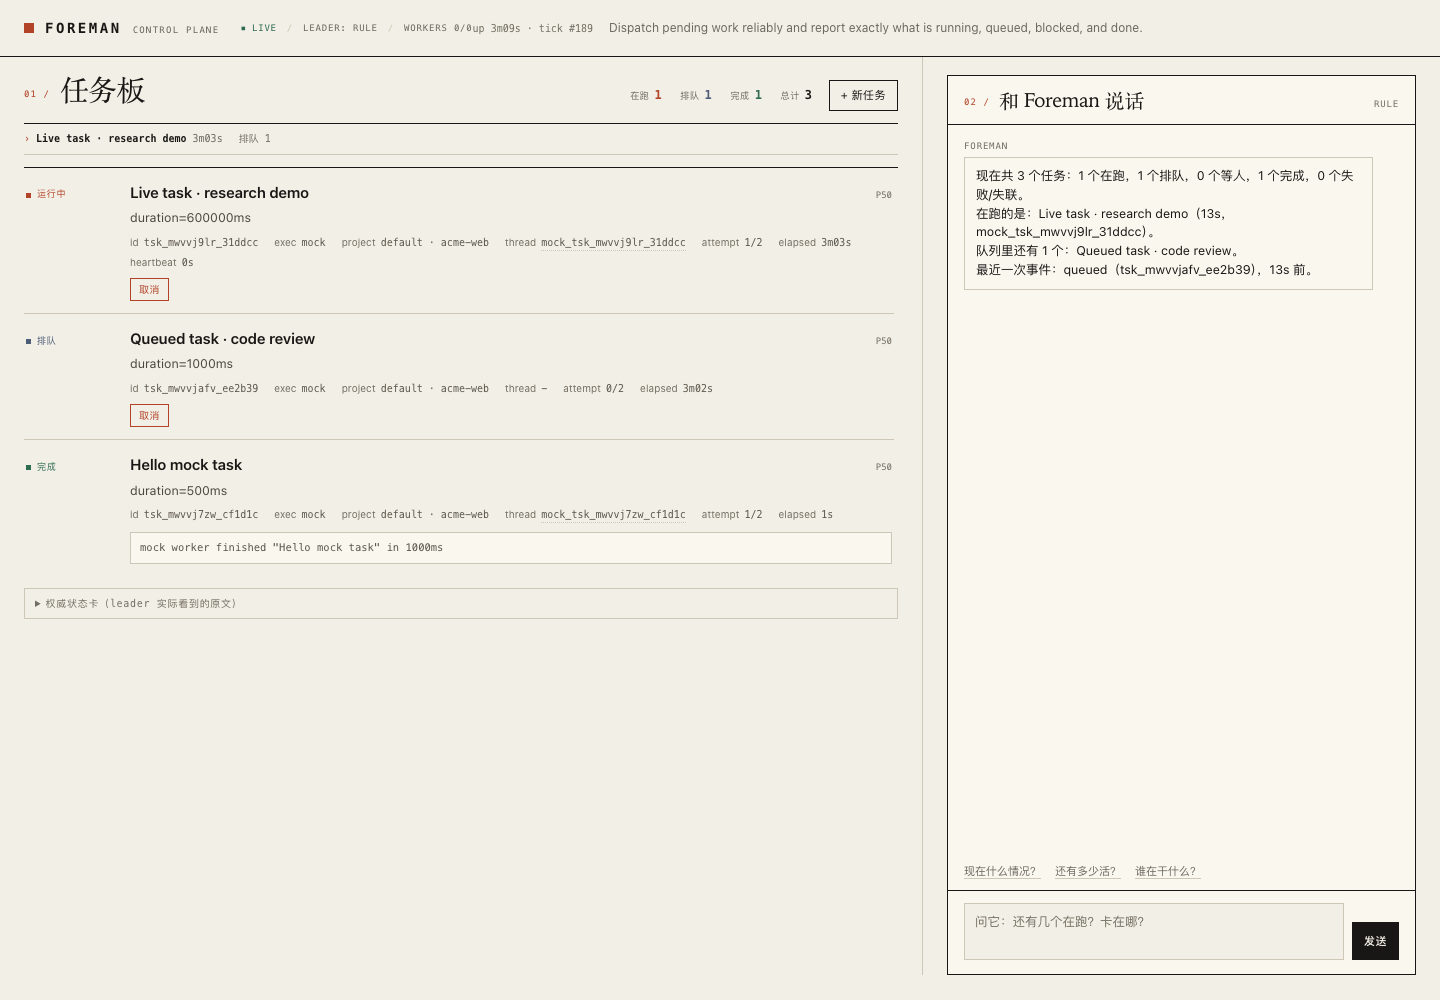 FOREMAN CONTROL PLANE LIVE / LEADER: RULE / WORKERS 0/0up 3m09s · tick #189 Dispatch pending work reliably and report exactly what is running, queued, blocked, and done.
01 / 任务板
在跑 1 排队 1 完成 1 总计 3 + 新任务
› Live task · research demo 3m03s 排队 1
运行中 Live task · research demo P50
duration=600000ms
id tsk_mwvvj9lr_31ddcc exec mock project default · acme-web thread mock_tsk_mwvvj9lr_31ddcc attempt 1/2 elapsed 3m03s
heartbeat 0s
取消
排队 Queued task · code review P50
duration=1000ms
id tsk_mwvvjafv_ee2b39 exec mock project default · acme-web thread — attempt 0/2 elapsed 3m02s
取消
完成 Hello mock task P50
duration=500ms
id tsk_mwvvj7zw_cf1d1c exec mock project default · acme-web thread mock_tsk_mwvvj7zw_cf1d1c attempt 1/2 elapsed 1s
mock worker finished "Hello mock task" in 1000ms
▶ 权威状态卡（leader 实际看到的原文）
02 / 和 Foreman 说话 RULE
FOREMAN
现在共 3 个任务：1 个在跑，1 个排队，0 个等人，1 个完成，0 个失
败/失联。
在跑的是：Live task · research demo（13s，
mock_tsk_mwvvj9lr_31ddcc）。
队列里还有 1 个：Queued task · code review。
最近一次事件：queued（tsk_mwvvjafv_ee2b39），13s 前。
现在什么情况？ 还有多少活？ 谁在干什么？
问它：还有几个在跑？卡在哪？
发送